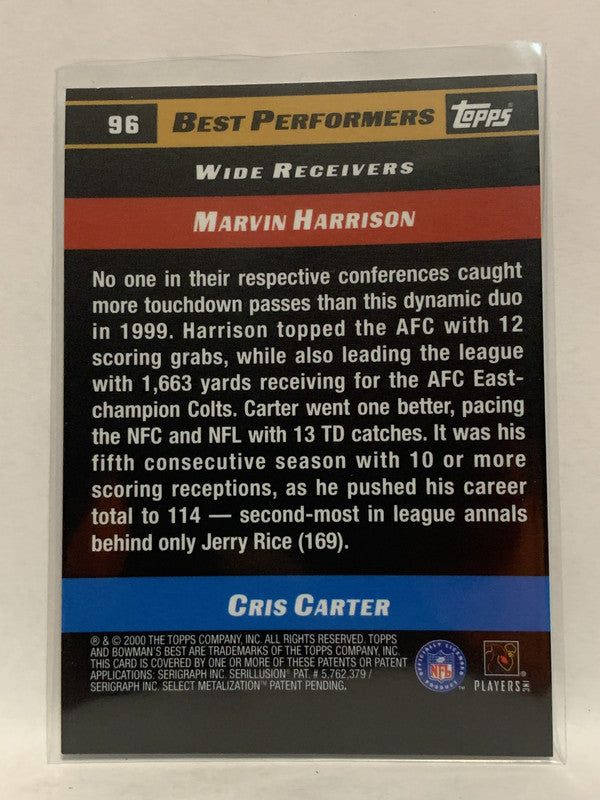 96 BEST PERFORMERS Topps®
WIDE RECEIVERS
MARVIN HARRISON
No one in their respective conferences caught
more touchdown passes than this dynamic duo
in 1999. Harrison topped the AFC with 12
scoring grabs, while also leading the league
with 1,663 yards receiving for the AFC East-
champion Colts. Carter went one better, pacing
the NFC and NFL with 13 TD catches. It was his
fifth consecutive season with 10 or more
scoring receptions, as he pushed his career
total to 114 — second-most in league annals
behind only Jerry Rice (169).
CRIS CARTER
® & © 2000 THE TOPPS COMPANY, INC. ALL RIGHTS RESERVED. TOPPS
AND BOWMAN'S BEST ARE TRADEMARKS OF THE TOPPS COMPANY, INC.
THIS CARD IS COVERED BY ONE OR MORE OF THESE PATENTS OR PATENT
APPLICATIONS: SERIGRAPH INC. SERILLUSION® PAT. # 5,762,379 /
SERIGRAPH INC. SELECT METALIZATION™ PATENT PENDING.
OFFICIALLY LICENSED PRODUCT NFL ™
PLAYERS INC